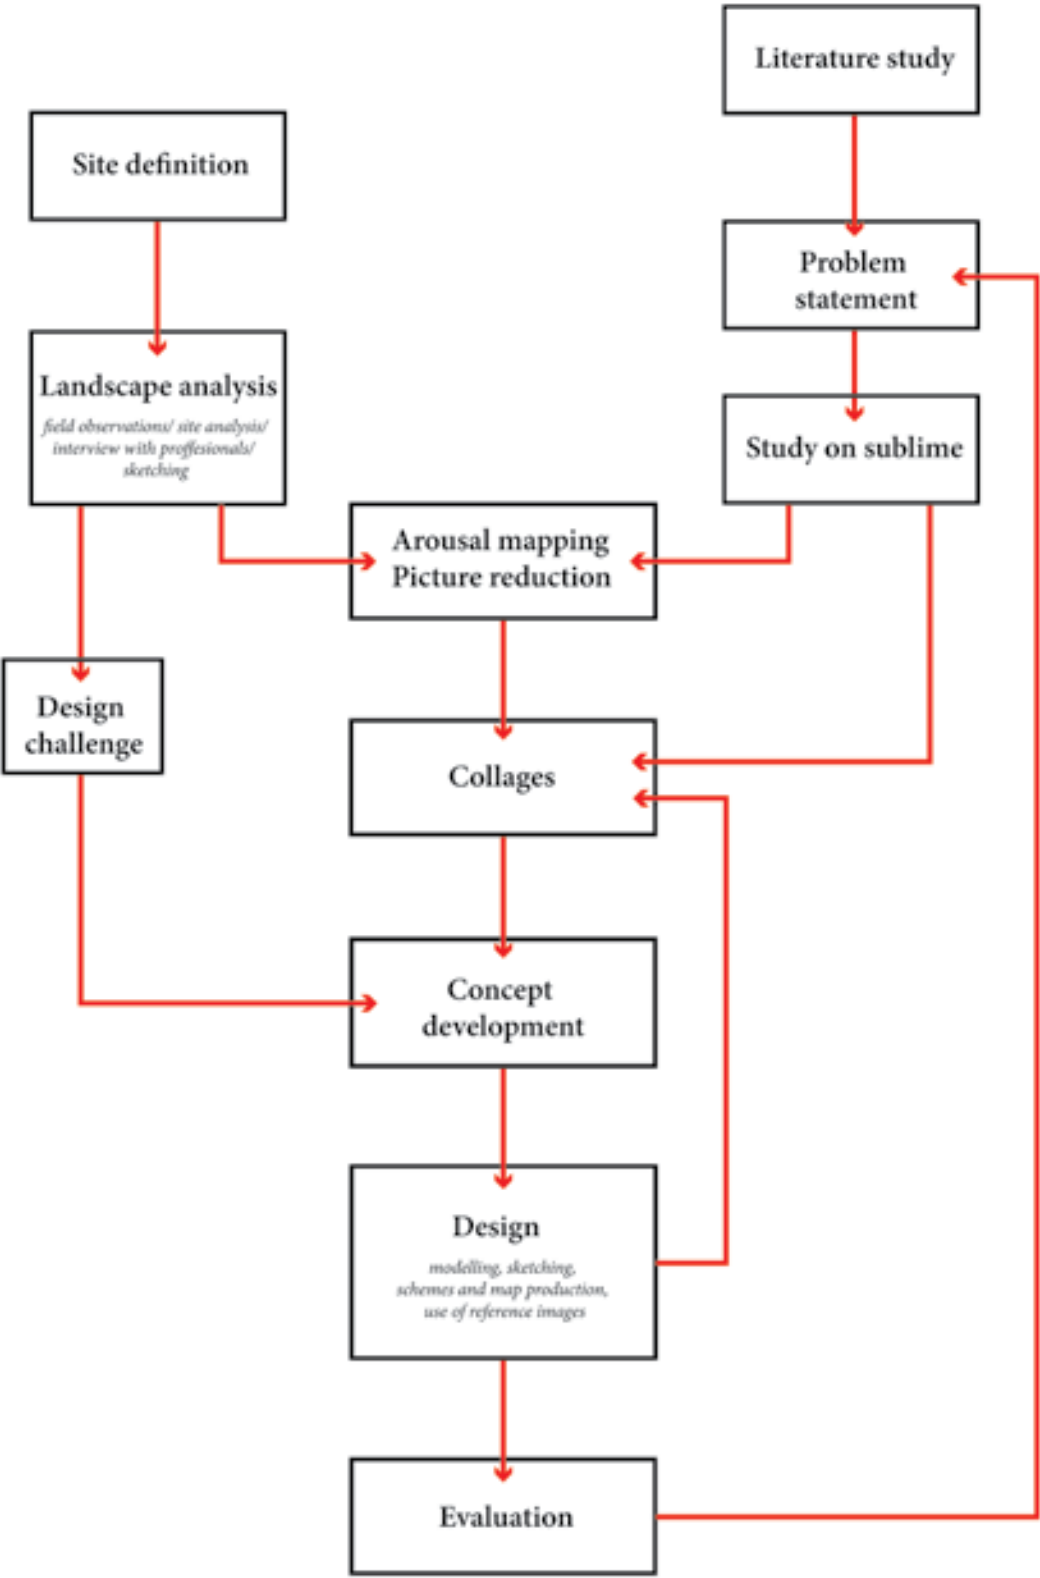 Literature study
Site definition
Problem
statement
Landscape analysis
field observations/ site analysis/
interview with proffesionals/
sketching
Study on sublime
Arousal mapping
Picture reduction
Design
challenge
Collages
Concept
development
Design
modelling, sketching,
schemes and map production,
use of reference images
Evaluation